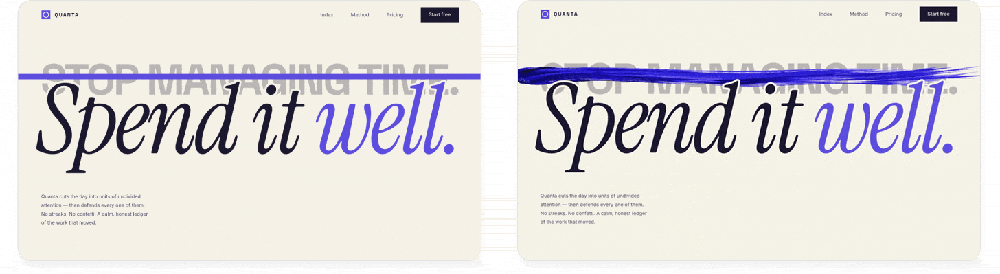 QUANTA
Index Method Pricing Start free
STOP MANAGING TIME.
Spend it well.
Quanta cuts the day into units of undivided
attention — then defends every one of them.
No streaks. No confetti. A calm, honest ledger
of the work that moved.
QUANTA
Index Method Pricing Start free
STOP MANAGING TIME.
Spend it well.
Quanta cuts the day into units of undivided
attention — then defends every one of them.
No streaks. No confetti. A calm, honest ledger
of the work that moved.